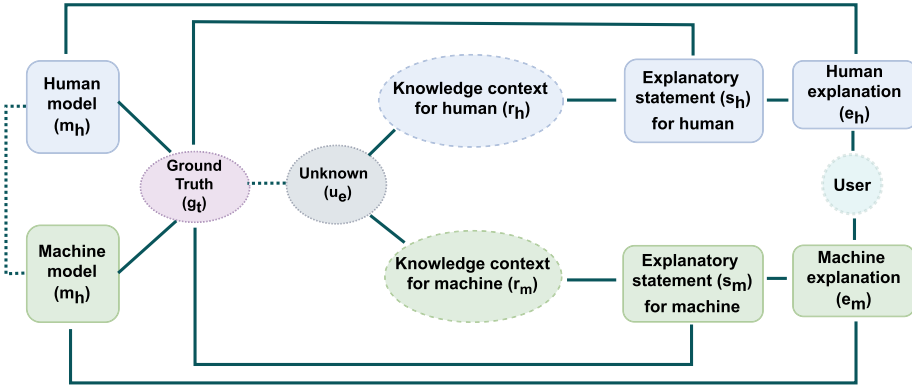 Human
model
(mh)
Ground
Truth
(gt)
Unknown
(ue)
Knowledge context
for human (rh)
Explanatory
statement (sh)
for human
Human
explanation
(eh)
User
Machine
model
(mh)
Knowledge context
for machine (rm)
Explanatory
statement (sm)
for machine
Machine
explanation
(em)